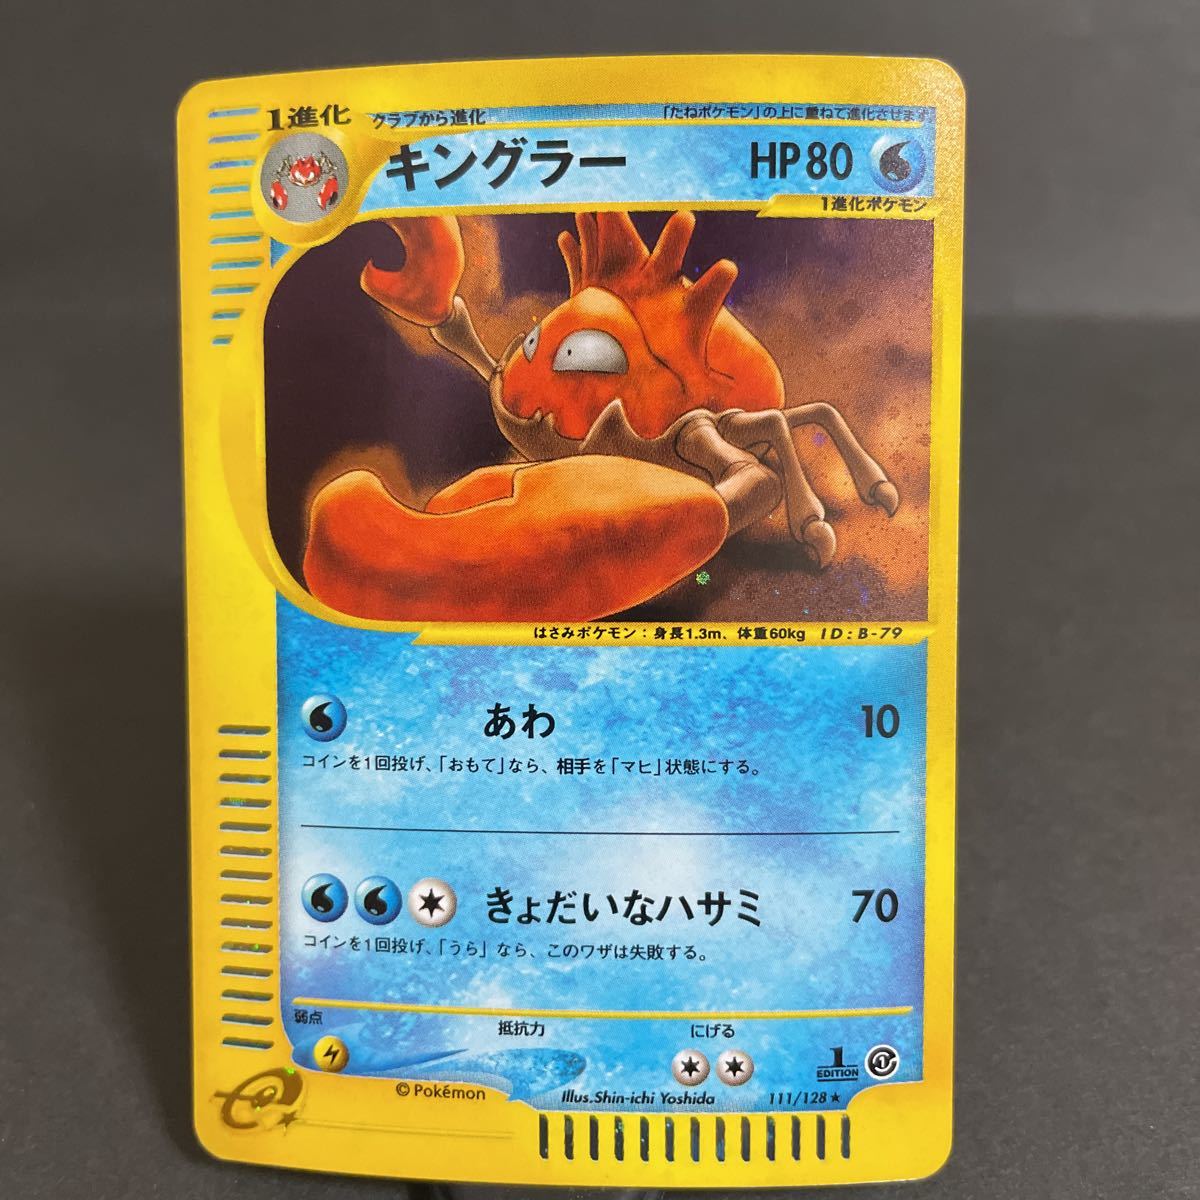 1進化
クラブから進化
「たねポケモン」の上に重ねて進化させます
キングラー
HP80
1進化ポケモン
はさみポケモン：身長1.3m、体重60kg ID：B-79
あわ 10
コインを1回投げ、「おもて」なら、相手を「マヒ」状態にする。
きょだいなハサミ 70
コインを1回投げ、「うら」なら、このワザは失敗する。
弱点 抵抗力 にげる
1
EDITION
1
© Pokémon
Illus.Shin-ichi Yoshida
111/128 ★
e